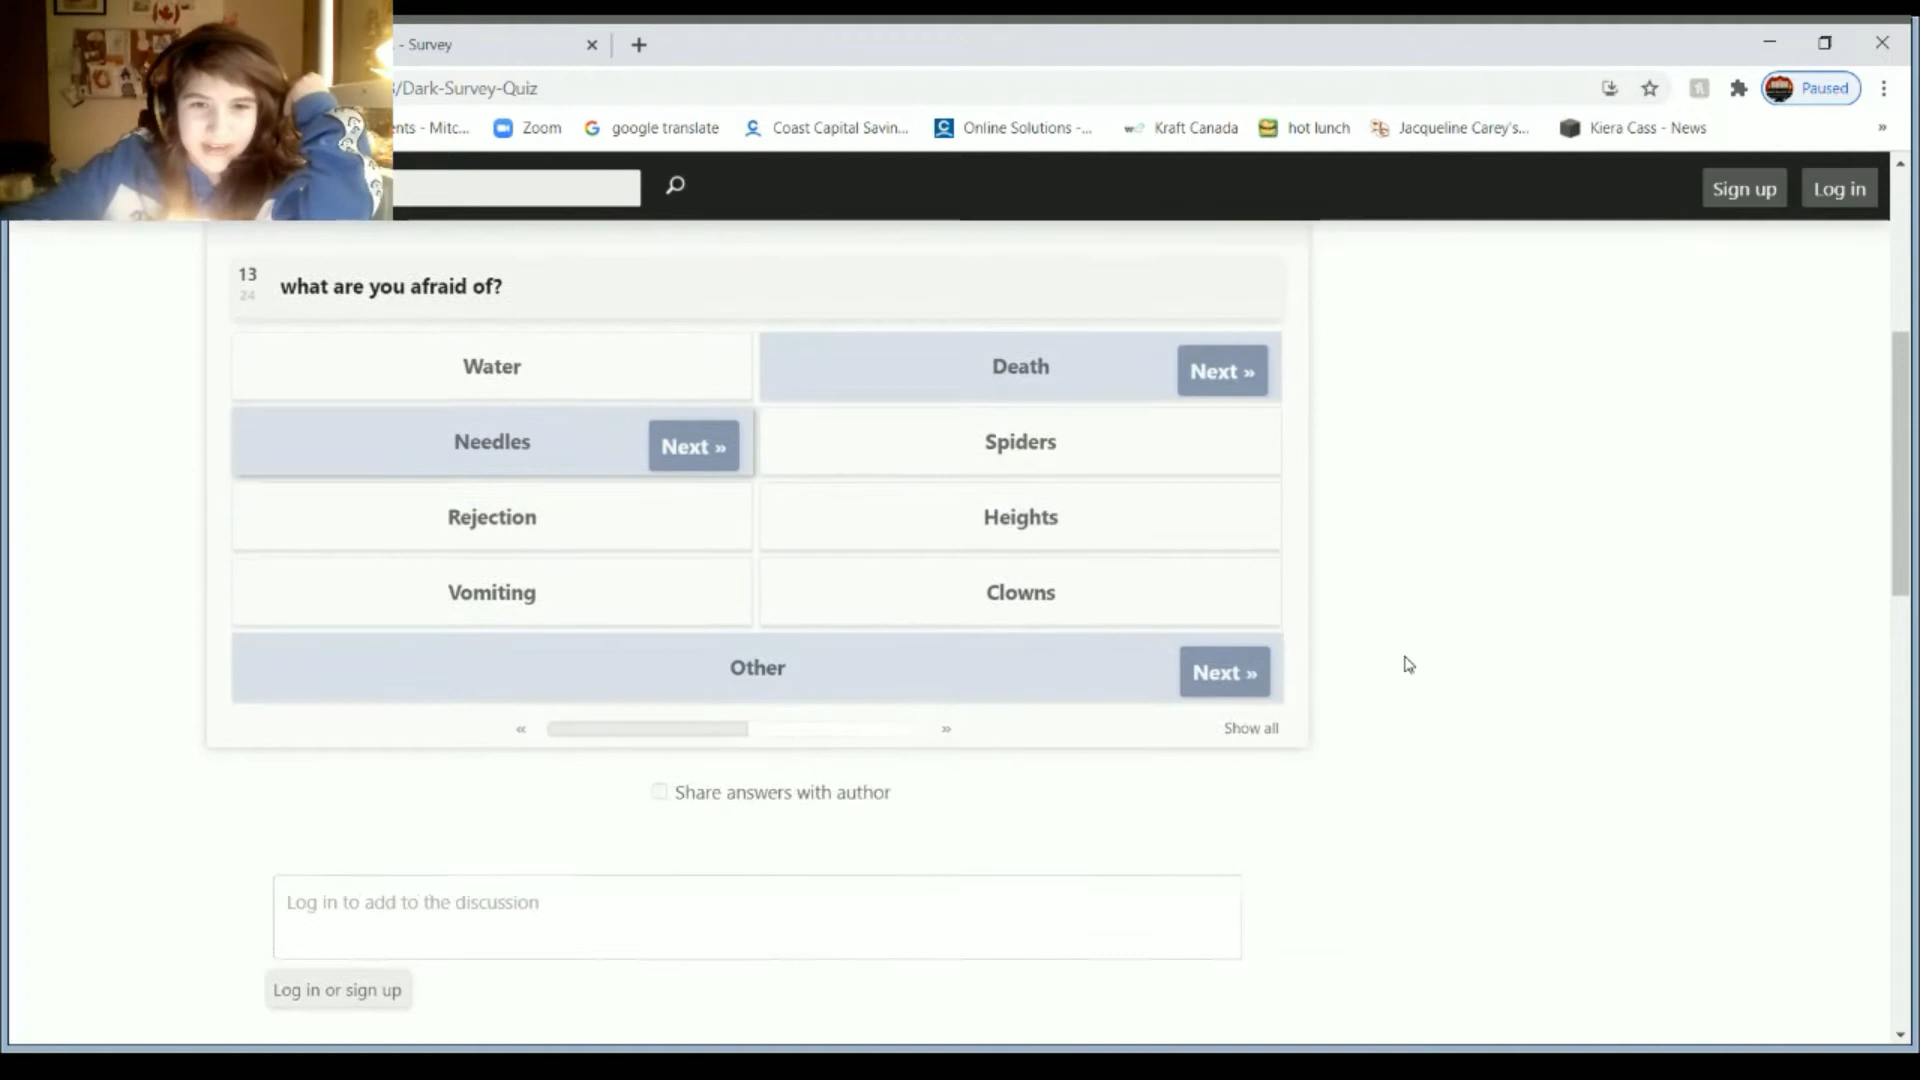 - Survey
/Dark-Survey-Quiz
Paused
ents - Mitc...
Zoom
google translate
Coast Capital Savin...
Online Solutions -...
Kraft Canada
hot lunch
Jacqueline Carey's...
Kiera Cass - News
»
Sign up
Log in
13
24
what are you afraid of?
Water
Death
Next »
Needles
Next »
Spiders
Rejection
Heights
Vomiting
Clowns
Other
Next »
«
»
Show all
Share answers with author
Log in to add to the discussion
Log in or sign up